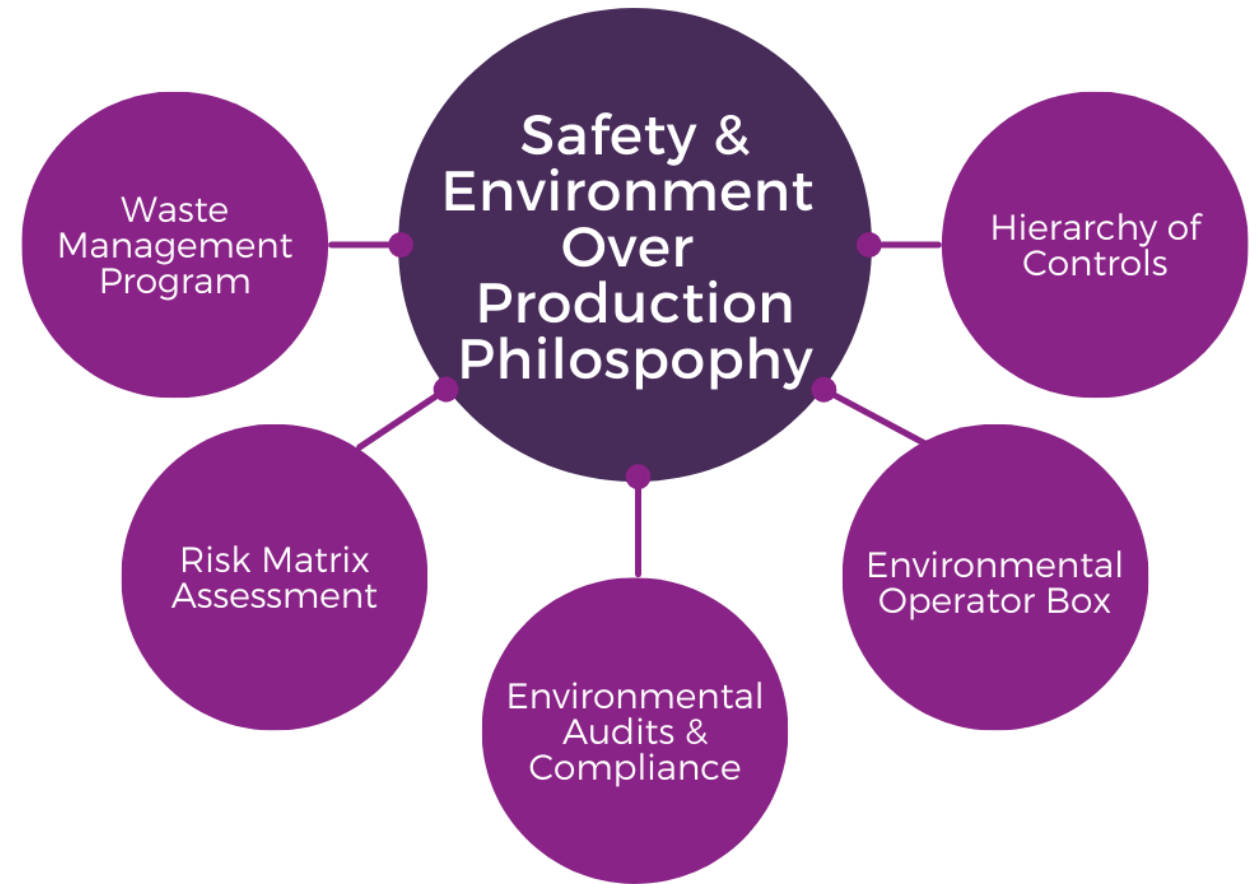 Safety &
Environment
Over
Production
Philospophy
Waste
Management
Program
Risk Matrix
Assessment
Environmental
Audits &
Compliance
Environmental
Operator Box
Hierarchy of
Controls